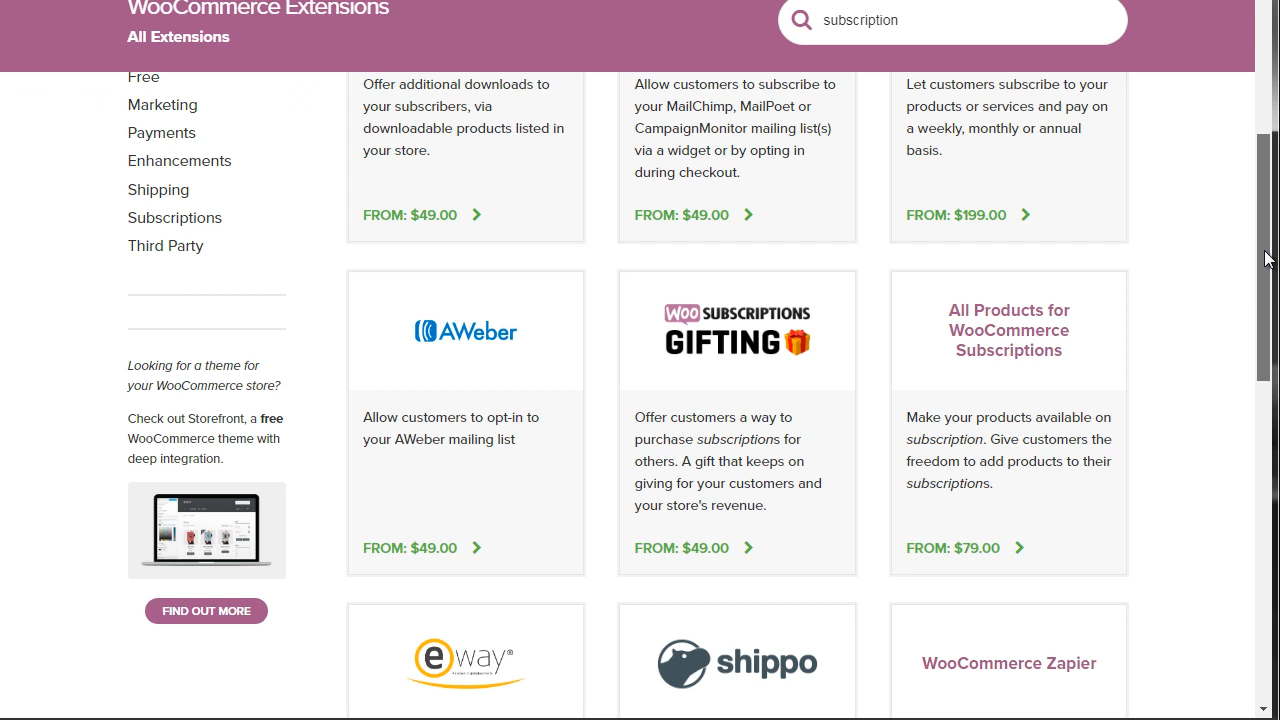 WooCommerce Extensions
All Extensions
subscription
Free
Marketing
Payments
Enhancements
Shipping
Subscriptions
Third Party
Looking for a theme for
your WooCommerce store?
Check out Storefront, a free
WooCommerce theme with
deep integration.
FIND OUT MORE
Offer additional downloads to
your subscribers, via
downloadable products listed in
your store.
FROM: $49.00
Allow customers to subscribe to
your MailChimp, MailPoet or
CampaignMonitor mailing list(s)
via a widget or by opting in
during checkout.
FROM: $49.00
Let customers subscribe to your
products or services and pay on
a weekly, monthly or annual
basis.
FROM: $199.00
AWeber
Allow customers to opt-in to
your AWeber mailing list
FROM: $49.00
WOO SUBSCRIPTIONS
GIFTING
Offer customers a way to
purchase subscriptions for
others. A gift that keeps on
giving for your customers and
your store's revenue.
FROM: $49.00
All Products for
WooCommerce
Subscriptions
Make your products available on
subscription. Give customers the
freedom to add products to their
subscriptions.
FROM: $79.00
eway®
shippo
WooCommerce Zapier